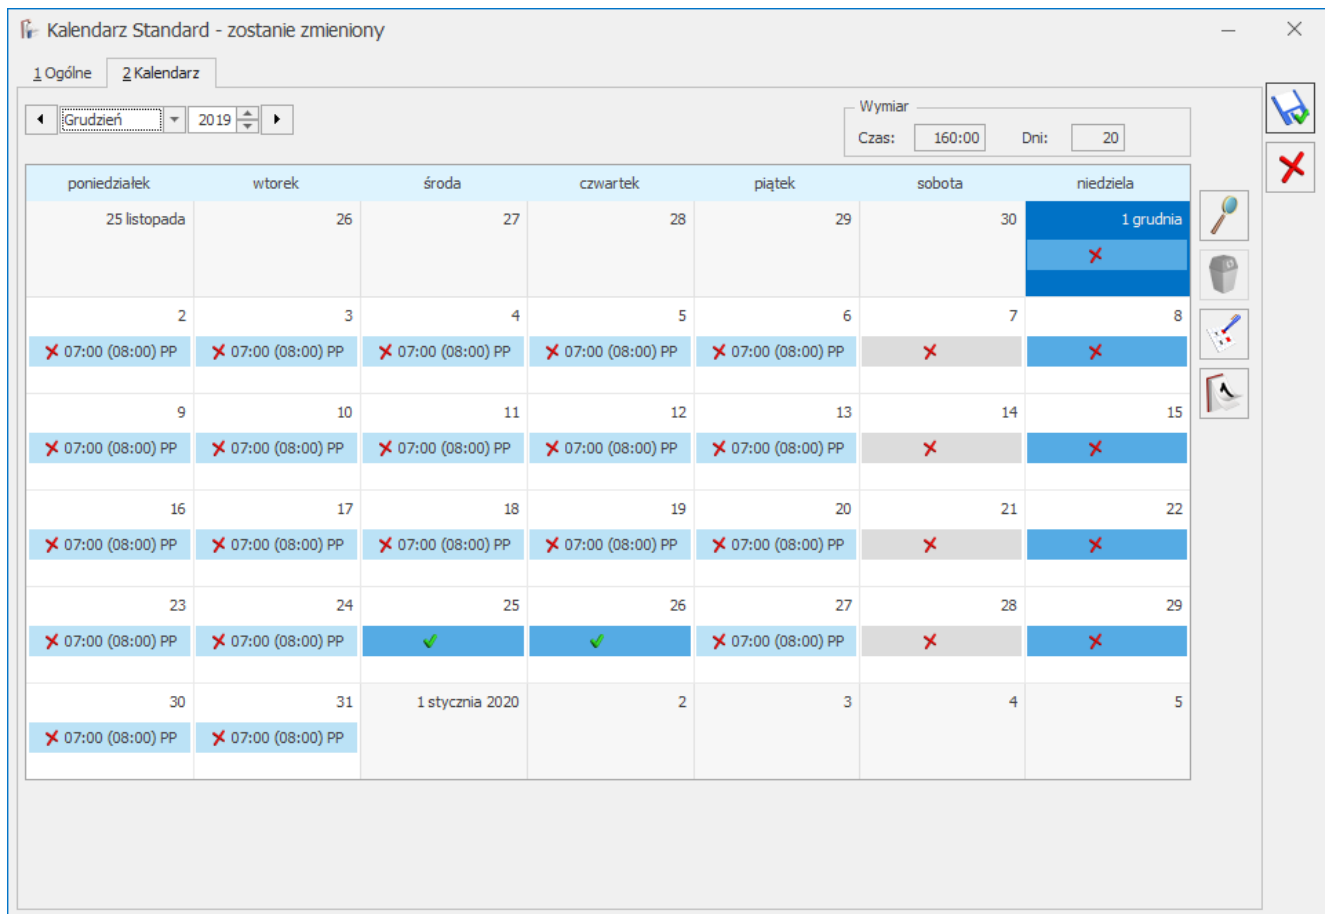 Kalendarz Standard - zostanie zmieniony
1 Ogólne 2 Kalendarz
Grudzień 2019
Wymiar
Czas: 160:00 Dni: 20
poniedziałek wtorek środa czwartek piątek sobota niedziela
25 listopada 26 27 28 29 30 1 grudnia
2 3 4 5 6 7 8
07:00 (08:00) PP 07:00 (08:00) PP 07:00 (08:00) PP 07:00 (08:00) PP 07:00 (08:00) PP
9 10 11 12 13 14 15
07:00 (08:00) PP 07:00 (08:00) PP 07:00 (08:00) PP 07:00 (08:00) PP 07:00 (08:00) PP
16 17 18 19 20 21 22
07:00 (08:00) PP 07:00 (08:00) PP 07:00 (08:00) PP 07:00 (08:00) PP 07:00 (08:00) PP
23 24 25 26 27 28 29
07:00 (08:00) PP 07:00 (08:00) PP 07:00 (08:00) PP
30 31 1 stycznia 2020 2 3 4 5
07:00 (08:00) PP 07:00 (08:00) PP